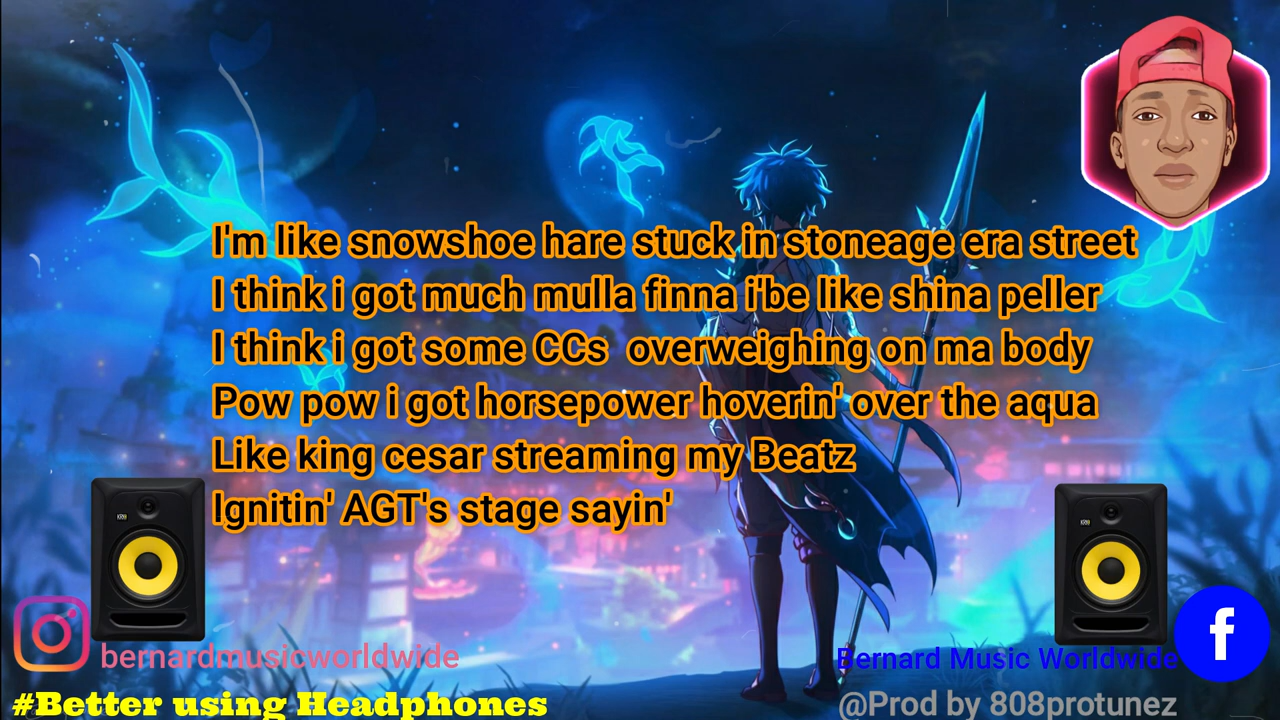 I'm like snowshoe hare stuck in stoneage era street
I think i got much mulla finna i'be like shina peller
I think i got some CCs  overweighing on ma body
Pow pow i got horsepower hoverin' over the aqua
Like king cesar streaming my Beatz
Ignitin' AGT's stage sayin'
bernardmusicworldwide
Bernard Music Worldwide
f
#Better using Headphones
@Prod by 808protunez